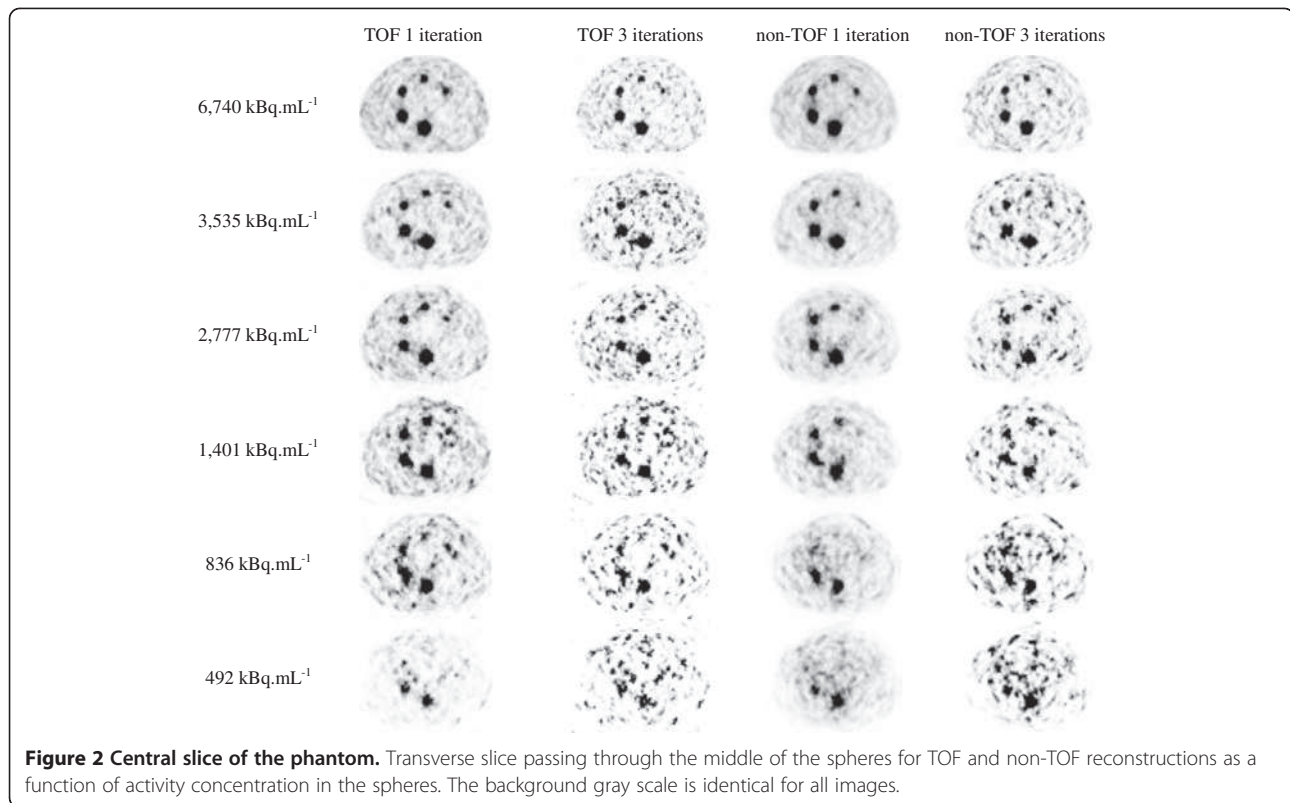 TOF 1 iteration TOF 3 iterations non-TOF 1 iteration non-TOF 3 iterations
6,740 kBq.mL⁻¹
3,535 kBq.mL⁻¹
2,777 kBq.mL⁻¹
1,401 kBq.mL⁻¹
836 kBq.mL⁻¹
492 kBq.mL⁻¹
Figure 2 Central slice of the phantom. Transverse slice passing through the middle of the spheres for TOF and non-TOF reconstructions as a
function of activity concentration in the spheres. The background gray scale is identical for all images.